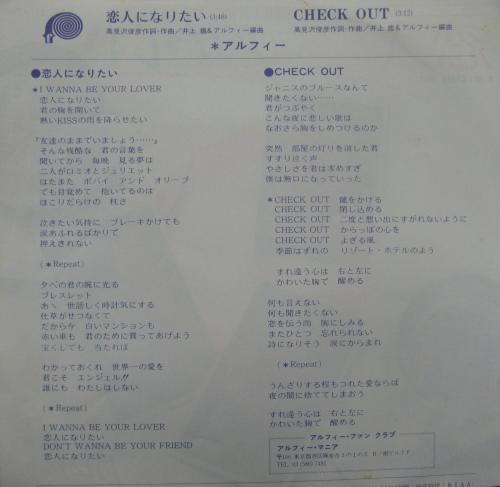 恋人になりたい(3:46)
高見沢俊彦作詞・作曲/井上 鑑&アルフィー編曲
CHECK OUT(3:12)
高見沢俊彦作詞・作曲/井上 鑑&アルフィー編曲
*アルフィー
●恋人になりたい
*I WANNA BE YOUR LOVER
恋人になりたい
君の胸を開いて
熱いKISSの雨を降らせたい
『友達のままでいましょう……』
そんな残酷な 君の言葉を
聞いてから 毎晩 見る夢は
二人がロミオとジュリエット
はたまた ポパイ アンド オリーブ
でも目覚めて 抱いてるのは
ほこりだらけの 枕さ
泣きたい気持に ブレーキかけても
涙あふれるばかりで
押えきれない
(*Repeat)
夕べの君の腕に光る
ブレスレット
あゝ 世話しく時計気にする
仕草がせつなくて
だから今 白いマンションも
赤い車も 君のために買ってあげよう
宝くじでも 当たれば
わかっておくれ 世界一の愛を
君こそ エンジェル!!
誰にも わたしはしない
(*Repeat)
I WANNA BE YOUR LOVER
恋人になりたい
DON'T WANNA BE YOUR FRIEND
恋人になりたい
●CHECK OUT
ジャニスのブルースなんて
聞きたくない……
君がつぶやく
こんな夜に悲しい歌は
なおさら胸をしめつけるのか
突然 部屋の灯りを消した君
すすり泣く声
やさしさを君は求めすぎ
僕は無口になっていった
*CHECK OUT 鍵をかける
CHECK OUT 閉じ込める
CHECK OUT 二度と想い出にすがれないように
CHECK OUT からっぽの心を
CHECK OUT よぎる風
季節はずれの リゾート・ホテルのよう
すれ違う心は 右と左に
かわいた胸で 醒める
何も言えない
何も聞きたくない
恋を伝う雨 胸にしみる
またひとつ 忘れられない
詩になりそう 涙にからまれ
(*Repeat)
うんざりする程もつれた愛ならば
夜の闇に捨ててしまおう
すれ違う心は 右と左に
かわいた胸で 醒める
アルフィー・ファン クラブ
アルフィー・マニア
TEL. 03